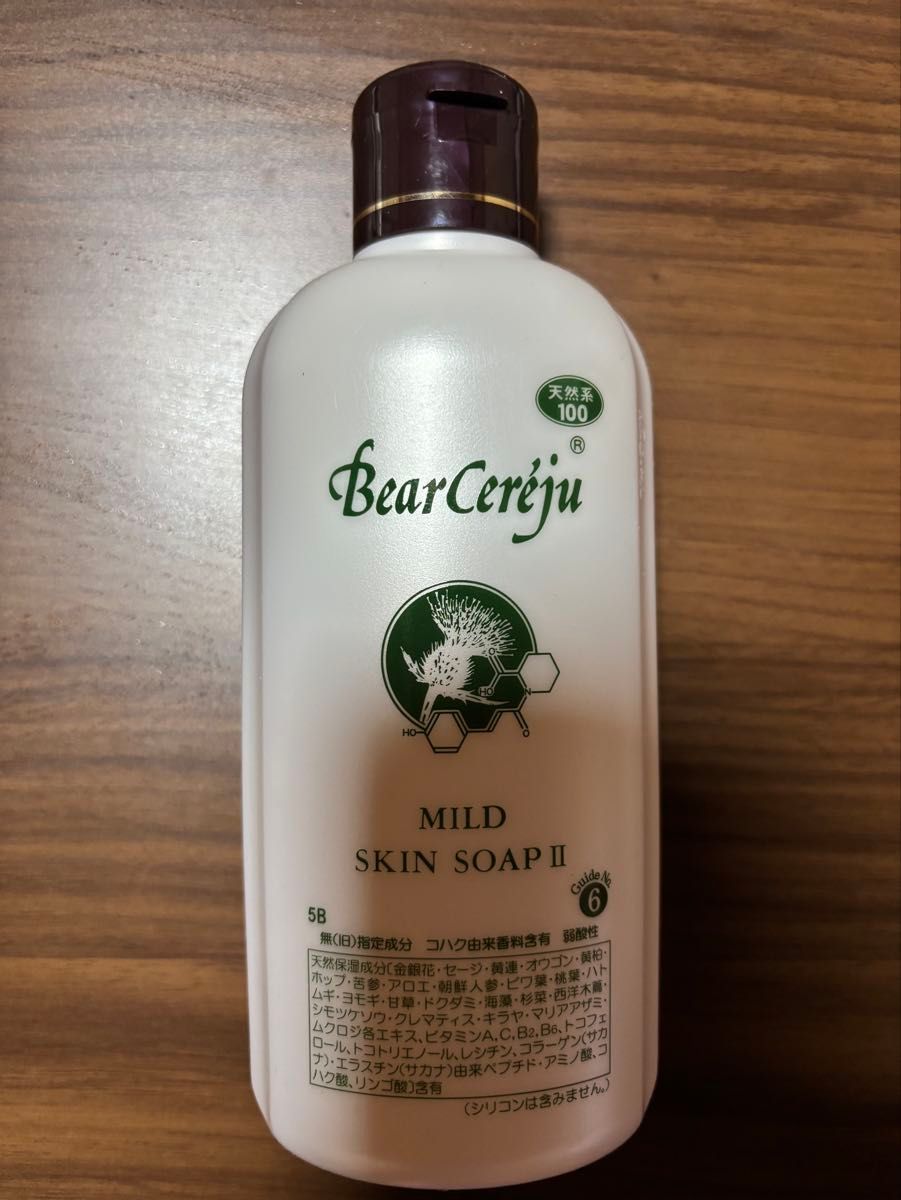 天然系
100
BearCeréju®
O
HO
N
HO
O
MILD
SKIN SOAP Ⅱ
Guide No.
6
5B
無(旧)指定成分 コハク由来香料含有 弱酸性
天然保湿成分〔金銀花・セージ・黄連・オウゴン・黄柏・
ホップ・苦参・アロエ・朝鮮人参・ビワ葉・桃葉・ハト
ムギ・ヨモギ・甘草・ドクダミ・海藻・杉菜・西洋木蔦・
シモツケソウ・クレマティス・キラヤ・マリアアザミ・
ムクロジ各エキス、ビタミンA,C,B2,B6、トコフェ
ロール、トコトリエノール、レシチン、コラーゲン(サカ
ナ)・エラスチン(サカナ)由来ペプチド・アミノ酸、コ
ハク酸、リンゴ酸〕含有
(シリコンは含みません。)